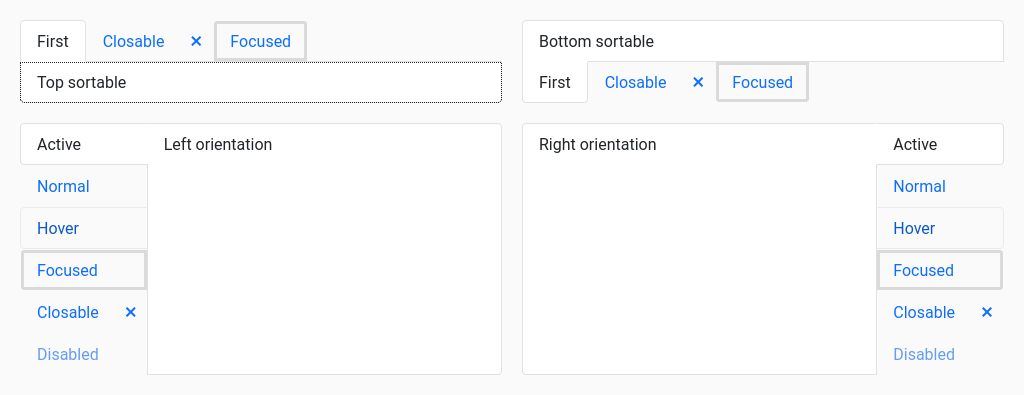 First Closable × Focused
Top sortable
Bottom sortable
First Closable × Focused
Active
Normal
Hover
Focused
Closable ×
Disabled
Left orientation
Right orientation
Active
Normal
Hover
Focused
Closable ×
Disabled